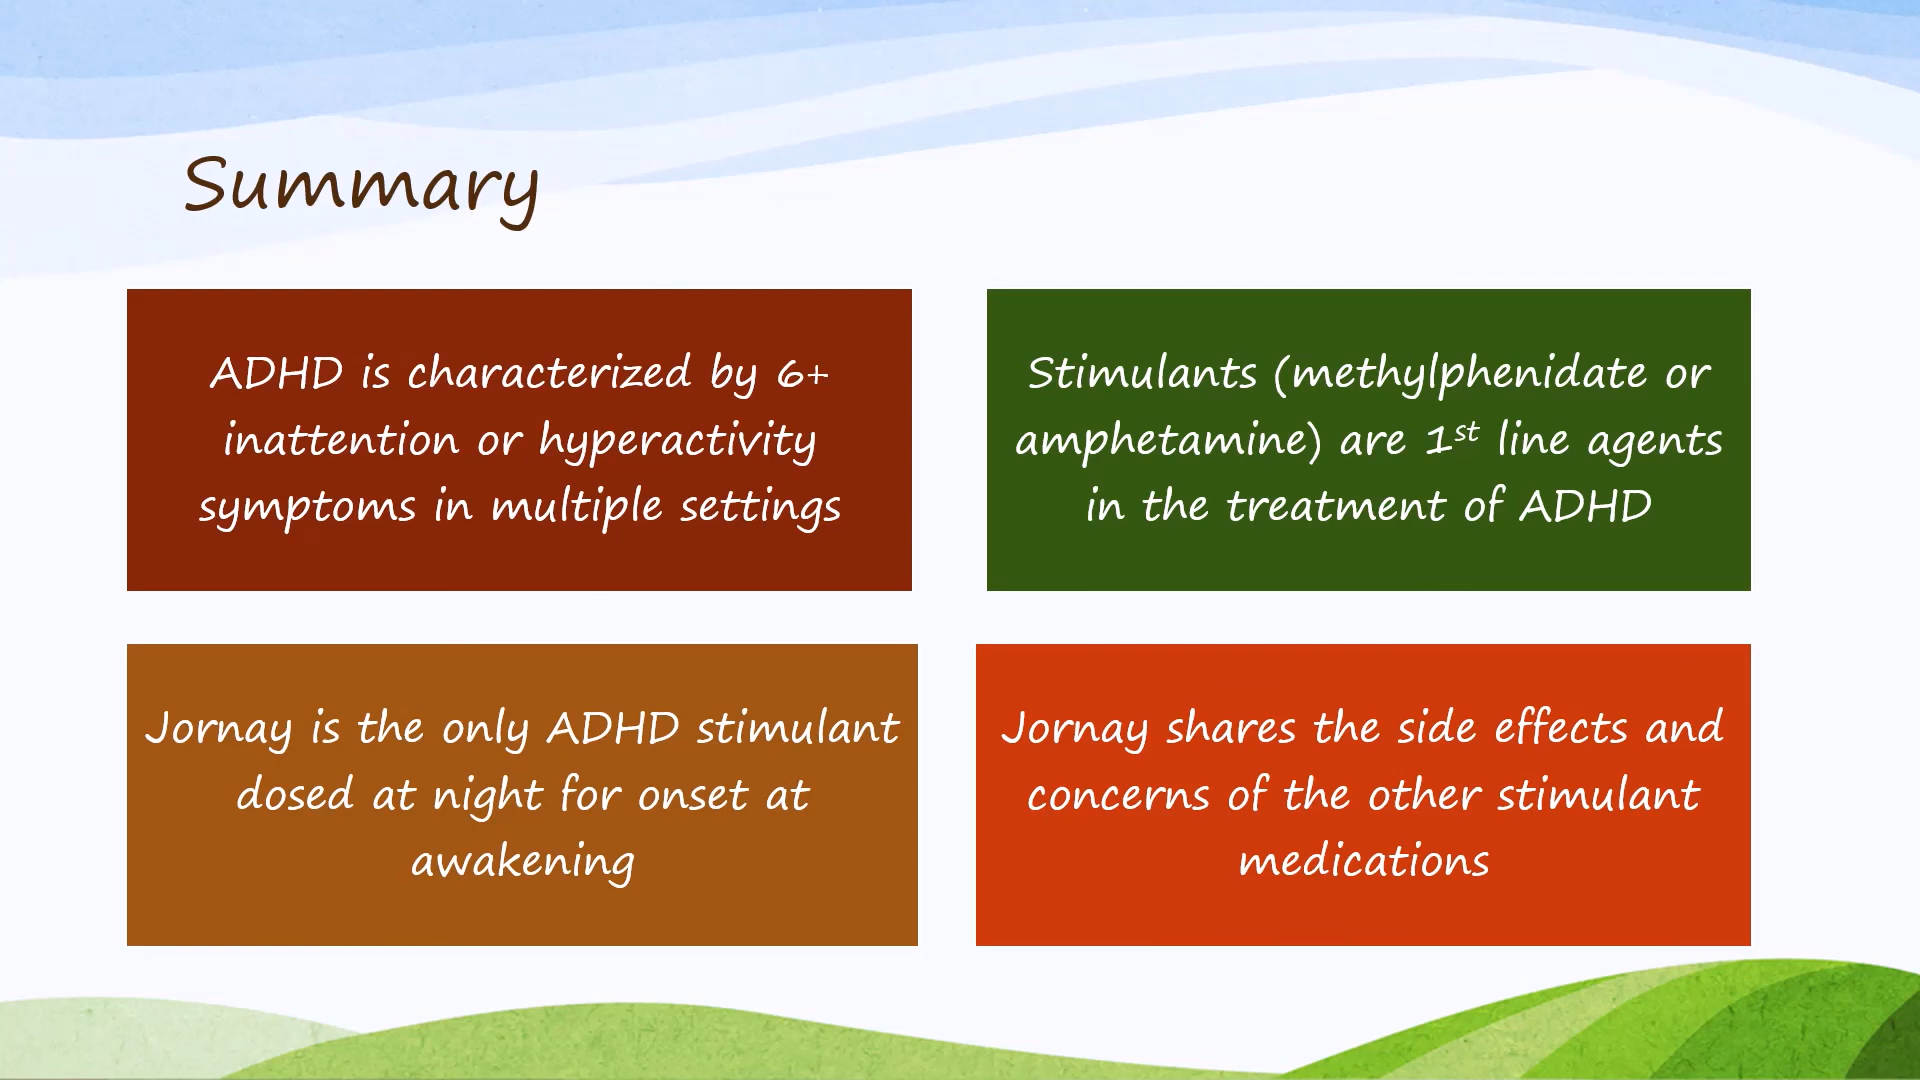 Summary
ADHD is characterized by 6+
inattention or hyperactivity
symptoms in multiple settings
Stimulants (methylphenidate or
amphetamine) are 1st line agents
in the treatment of ADHD
Jornay is the only ADHD stimulant
dosed at night for onset at
awakening
Jornay shares the side effects and
concerns of the other stimulant
medications